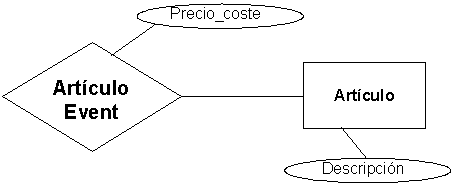 Precio_coste
Artículo
Event
Artículo
Descripción